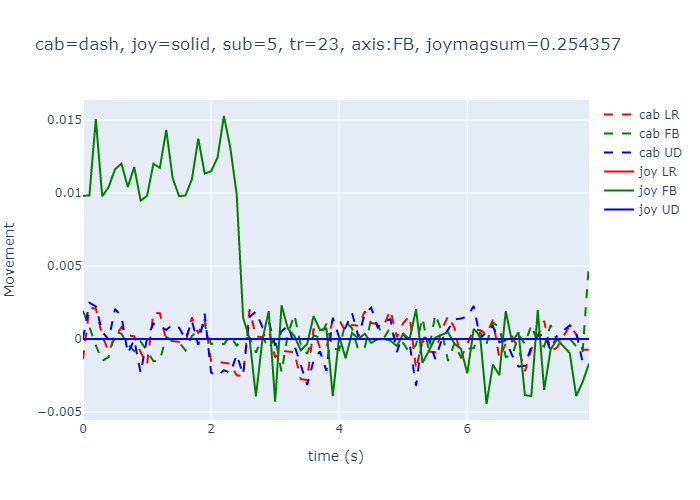 cab=dash, joy=solid, sub=5, tr=23, axis:FB, joymagsum=0.254357
0.015
0.01
0.005
0
−0.005
Movement
0
2
4
6
time (s)
cab LR
cab FB
cab UD
joy LR
joy FB
joy UD